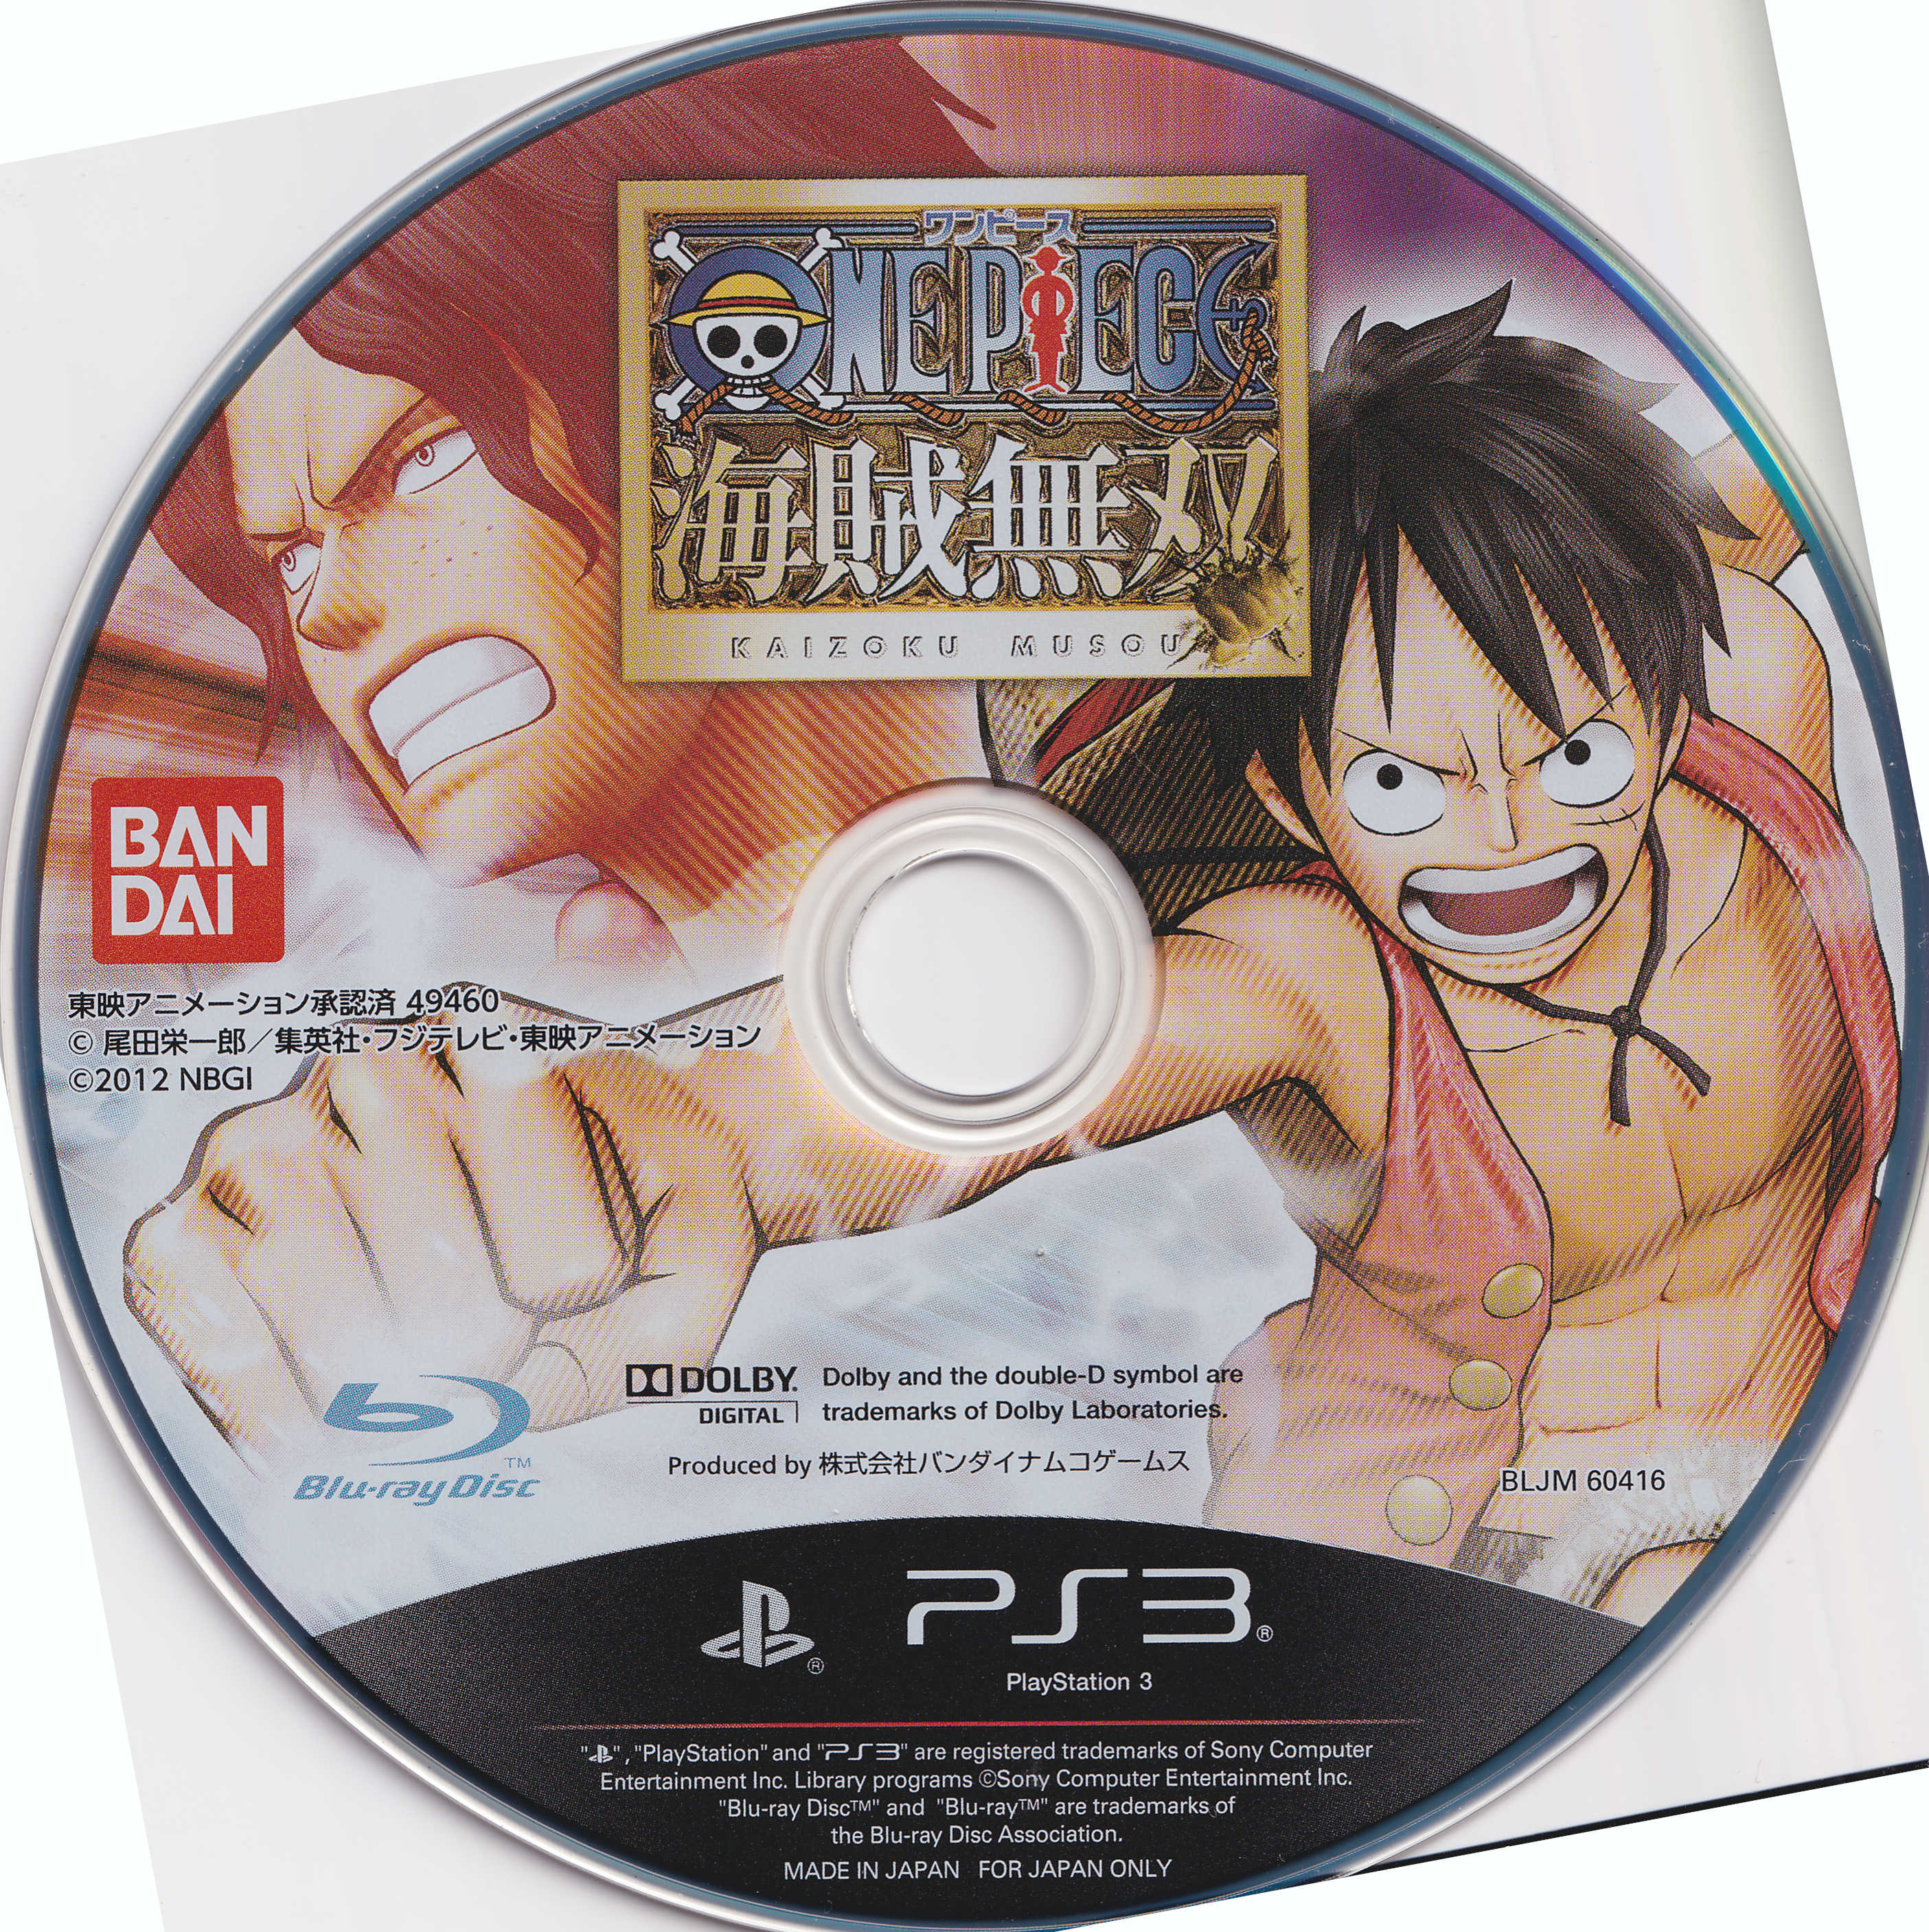 ワンピース
ONE PIECE
海賊無双
KAIZOKU MUSOU
BAN
DAI
東映アニメーション承認済 49460
© 尾田栄一郎／集英社・フジテレビ・東映アニメーション
©2012 NBGI
DOLBY.
DIGITAL
Dolby and the double-D symbol are
trademarks of Dolby Laboratories.
Blu-ray Disc™
Produced by 株式会社バンダイナムコゲームス
BLJM 60416
PS3®
PlayStation 3
" ","PlayStation" and "PS3" are registered trademarks of Sony Computer
Entertainment Inc. Library programs ©Sony Computer Entertainment Inc.
"Blu-ray Disc™" and "Blu-ray™" are trademarks of
the Blu-ray Disc Association.
MADE IN JAPAN FOR JAPAN ONLY